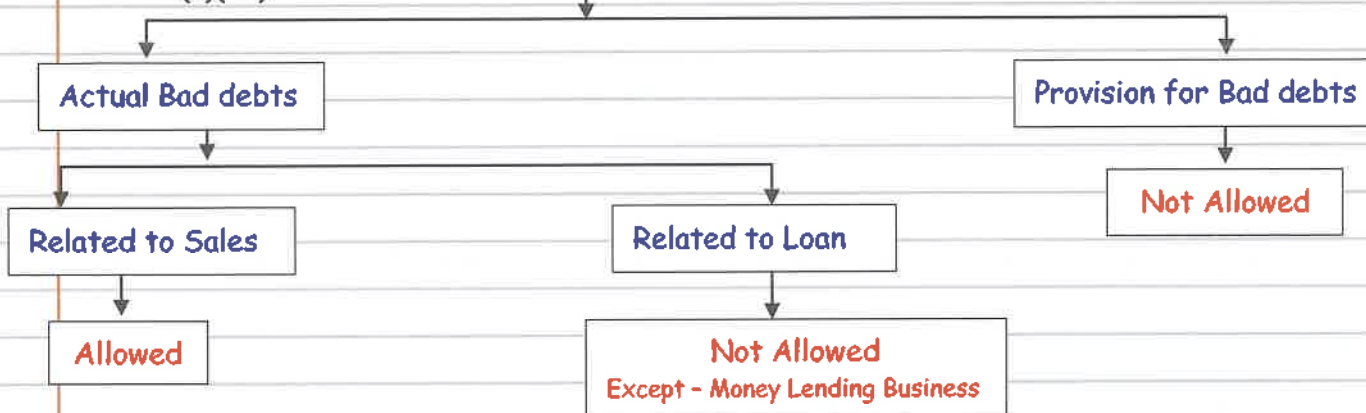 Actual Bad debts
Provision for Bad debts
Not Allowed
Related to Sales
Related to Loan
Allowed
Not Allowed
Except - Money Lending Business